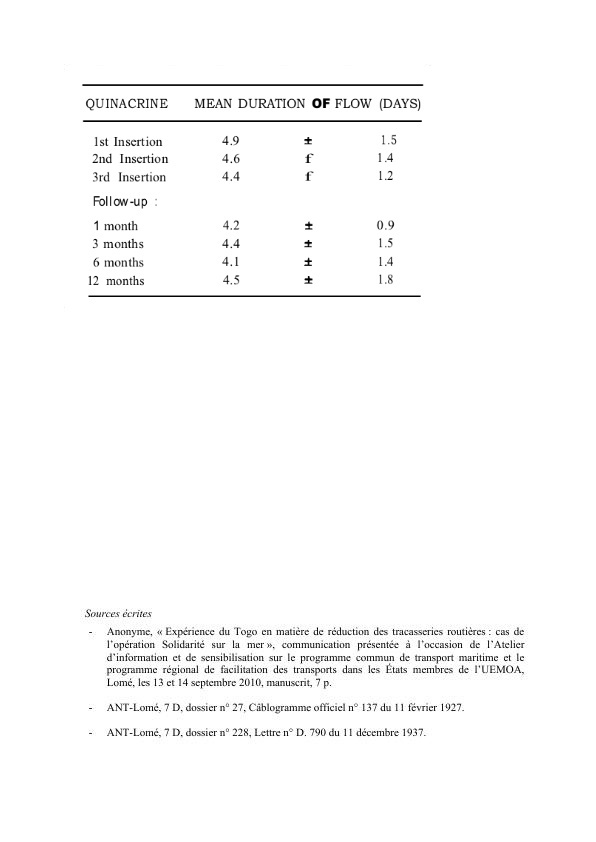 QUINACRINE MEAN DURATION OF FLOW (DAYS)
1st Insertion 4.9 ± 1.5
2nd Insertion 4.6 f 1.4
3rd Insertion 4.4 f 1.2
Follow-up :
1 month 4.2 ± 0.9
3 months 4.4 ± 1.5
6 months 4.1 ± 1.4
12 months 4.5 ± 1.8
Sources écrites
- Anonyme, « Expérience du Togo en matière de réduction des tracasseries routières : cas de
l’opération Solidarité sur la mer », communication présentée à l’occasion de l’Atelier
d’information et de sensibilisation sur le programme commun de transport maritime et le
programme régional de facilitation des transports dans les États membres de l’UEMOA,
Lomé, les 13 et 14 septembre 2010, manuscrit, 7 p.
- ANT-Lomé, 7 D, dossier n° 27, Câblogramme officiel n° 137 du 11 février 1927.
- ANT-Lomé, 7 D, dossier n° 228, Lettre n° D. 790 du 11 décembre 1937.